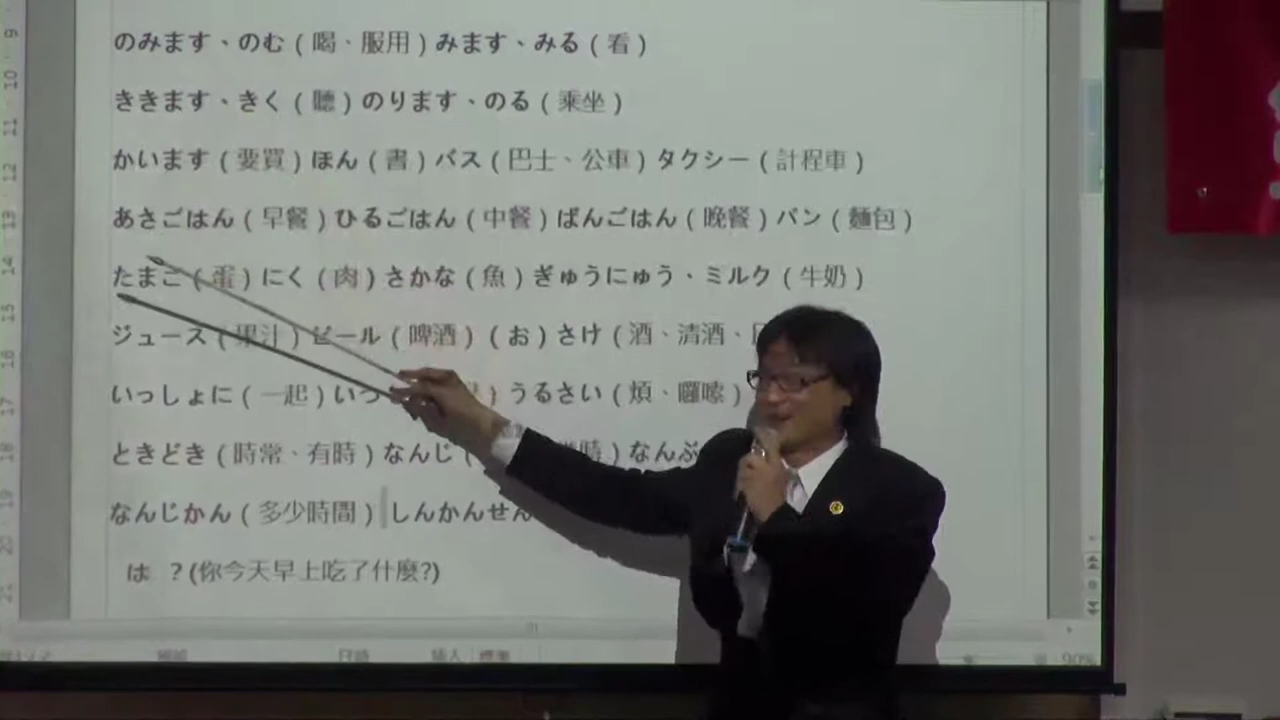 のみます、のむ(喝、服用)みます、みる(看)
ききます、きく(聽)のります、のる(乘坐)
かいます(要買)ほん(書)バス(巴士、公車)タクシー(計程車)
あさごはん(早餐)ひるごはん(中餐)ばんごはん(晚餐)パン(麵包)
たまご(蛋)にく(肉)さかな(魚)ぎゅうにゅう、ミルク(牛奶)
ジュース(果汁)ビール(啤酒)(お)さけ(酒、清酒、
いっしょに(一起)いっ うるさい(煩、囉嗦)
ときどき(時常、有時)なんじ( 時)なんぷ
なんじかん(多少時間)しんかんせん
は ?(你今天早上吃了什麼?)
90%